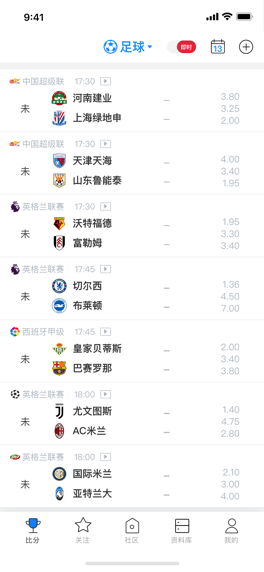 9:41
足球
即时
13
中国超级联 17:30
未
河南建业 _ 3.80
3.25
上海绿地申 _ 2.00
中国超级联 17:30
未
天津天海 _ 4.00
3.40
山东鲁能泰 _ 1.95
英格兰联赛 17:30
未
沃特福德 _ 1.95
3.30
富勒姆 _ 3.40
英格兰联赛 17:45
未
切尔西 _ 1.36
4.50
布莱顿 _ 7.00
西班牙甲级 17:45
未
皇家贝蒂斯 _ 2.00
3.40
巴赛罗那 _ 3.80
英格兰联赛 18:00
未
尤文图斯 _ 1.40
4.75
AC米兰 _ 2.80
英格兰联赛 18:00
未
国际米兰 _ 2.10
3.00
亚特兰大 _ 4.00
比分 关注 社区 资料库 我的